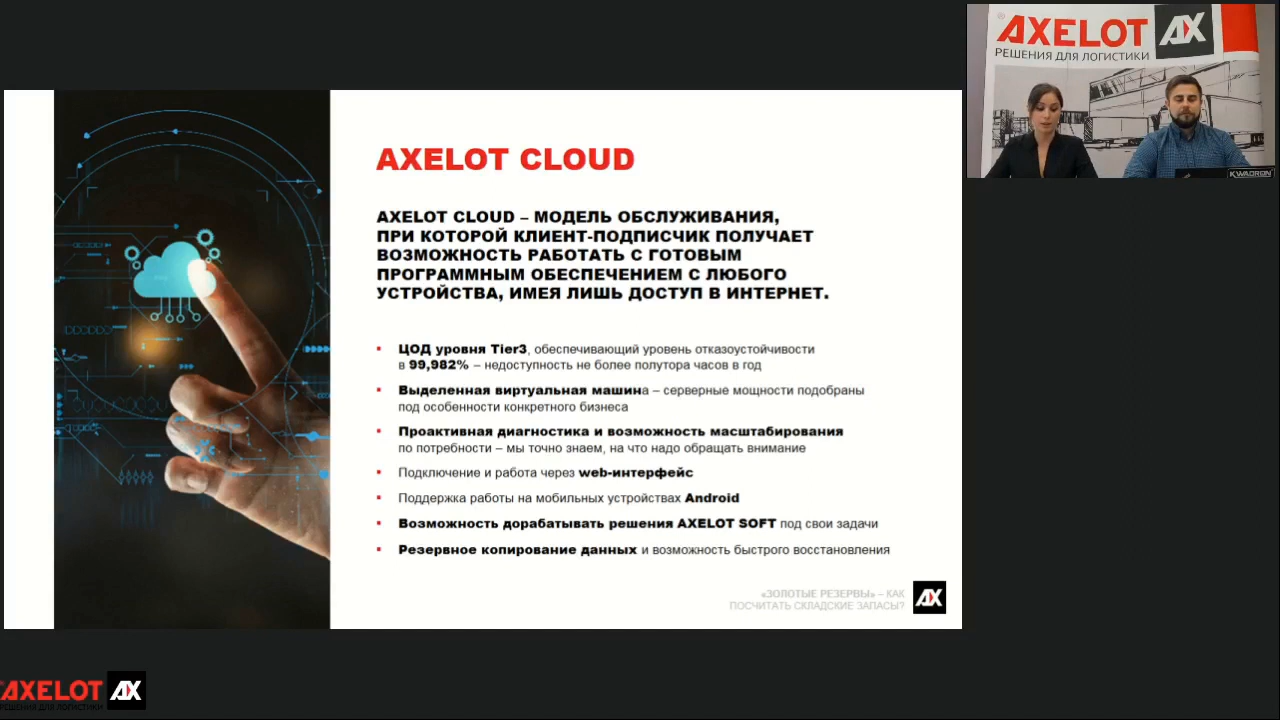 AXELOT AX
РЕШЕНИЯ ДЛЯ ЛОГИСТИКИ
KWADRON
AXELOT CLOUD
AXELOT CLOUD – МОДЕЛЬ ОБСЛУЖИВАНИЯ,
ПРИ КОТОРОЙ КЛИЕНТ-ПОДПИСЧИК ПОЛУЧАЕТ
ВОЗМОЖНОСТЬ РАБОТАТЬ С ГОТОВЫМ
ПРОГРАММНЫМ ОБЕСПЕЧЕНИЕМ С ЛЮБОГО
УСТРОЙСТВА, ИМЕЯ ЛИШЬ ДОСТУП В ИНТЕРНЕТ.
▪ ЦОД уровня Tier3, обеспечивающий уровень отказоустойчивости
в 99,982% – недоступность не более полутора часов в год
▪ Выделенная виртуальная машина – серверные мощности подобраны
под особенности конкретного бизнеса
▪ Проактивная диагностика и возможность масштабирования
по потребности – мы точно знаем, на что надо обращать внимание
▪ Подключение и работа через web-интерфейс
▪ Поддержка работы на мобильных устройствах Android
▪ Возможность дорабатывать решения AXELOT SOFT под свои задачи
▪ Резервное копирование данных и возможность быстрого восстановления
«ЗОЛОТЫЕ РЕЗЕРВЫ» – КАК
ПОСЧИТАТЬ СКЛАДСКИЕ ЗАПАСЫ?
AX
AXELOT AX
РЕШЕНИЯ ДЛЯ ЛОГИСТИКИ